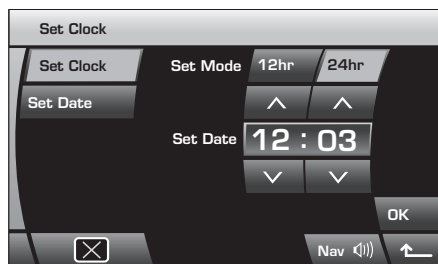 Set Clock
Set Clock Set Mode 12hr 24hr
Set Date
Set Date 12 : 03
OK
Nav